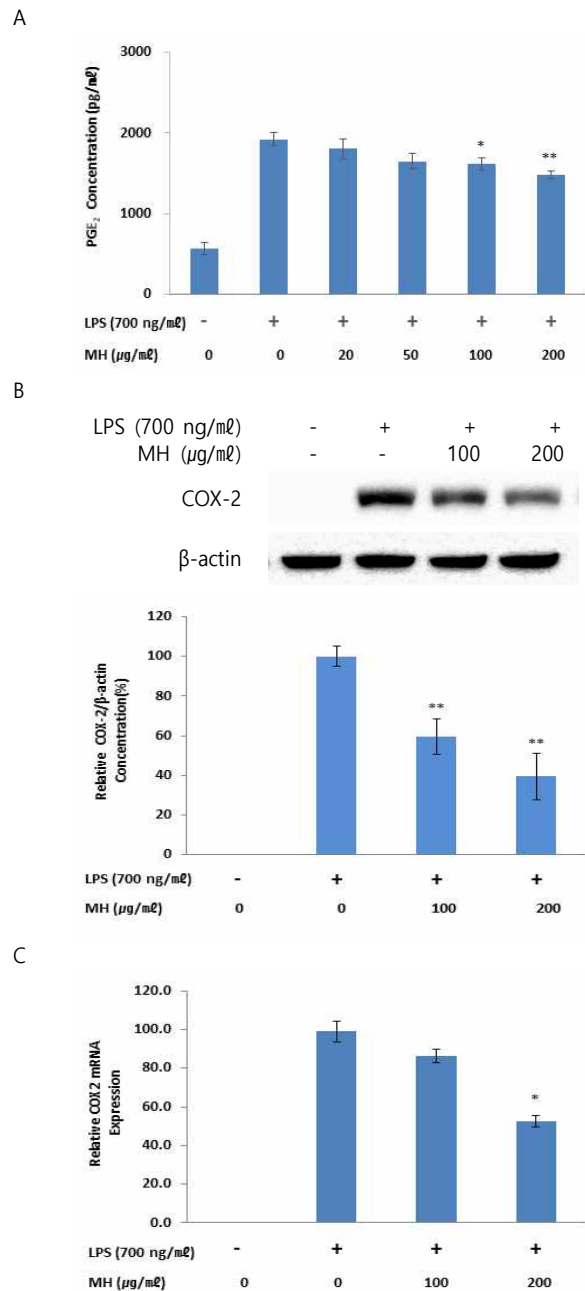 A
3000
2000
1000
0
PGE₂ Concentration (pg/㎖)
* **
LPS (700 ng/㎖) - + + + + +
MH (μg/㎖) 0 0 20 50 100 200
B
LPS (700 ng/㎖) - + + +
MH (μg/㎖) - - 100 200
COX-2
β-actin
120
100
80
60
40
20
0
Relative COX-2/β-actin
Concentration(%)
** **
LPS (700 ng/㎖) - + + +
MH (μg/㎖) 0 0 100 200
C
120.0
100.0
80.0
60.0
40.0
20.0
0.0
Relative COX2 mRNA
Expression
*
LPS (700 ng/㎖) - + + +
MH (μg/㎖) 0 0 100 200